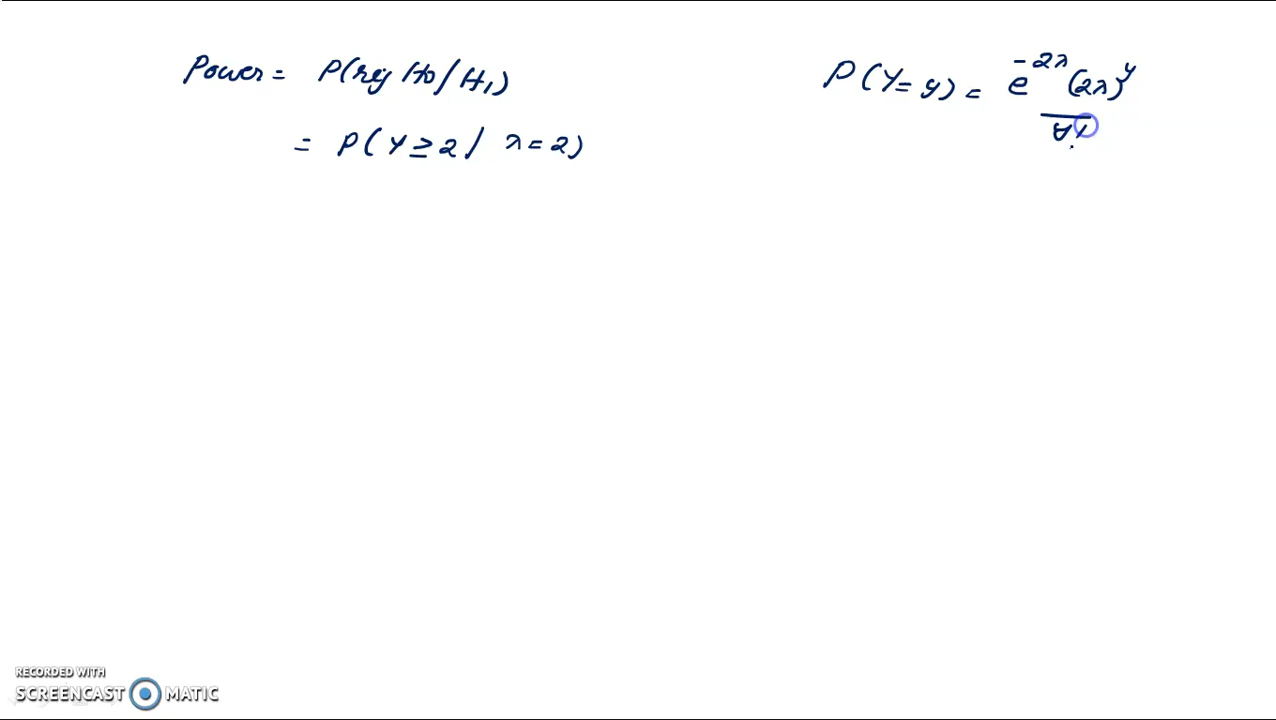 Power = P(rej H0 / H1)
= P(Y ≥ 2 / λ = 2)
P(Y = y) = e^{-2λ} (2λ)^y / y!
RECORDED WITH
SCREENCAST MATIC